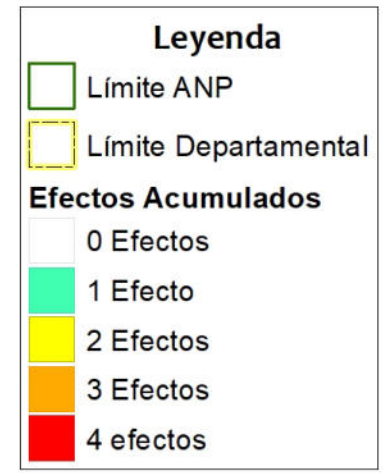 Leyenda
Límite ANP
Límite Departamental
Efectos Acumulados
0 Efectos
1 Efecto
2 Efectos
3 Efectos
4 efectos